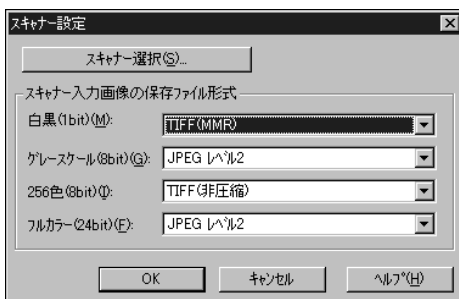 ｽｷｬﾅｰ設定
ｽｷｬﾅｰ選択(S)...
ｽｷｬﾅｰ入力画像の保存ﾌｧｲﾙ形式
白黒(1bit)(M): TIFF(MMR)
ｸﾞﾚｰｽｹｰﾙ(8bit)(G): JPEG ﾚﾍﾞﾙ2
256色(8bit)(I): TIFF(非圧縮)
ﾌﾙｶﾗｰ(24bit)(F): JPEG ﾚﾍﾞﾙ2
OK ｷｬﾝｾﾙ ﾍﾙﾌﾟ(H)